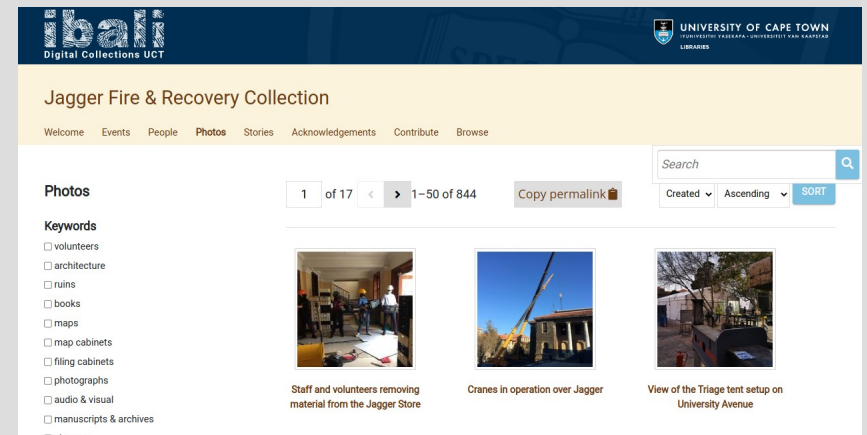 ibali
Digital Collections UCT
UNIVERSITY OF CAPE TOWN
IYUNIVESITHI YASEKAPA • UNIVERSITEIT VAN KAAPSTAD
LIBRARIES
Jagger Fire & Recovery Collection
Welcome Events People Photos Stories Acknowledgements Contribute Browse
Search
Photos
1 of 17 < > 1–50 of 844 Copy permalink Created Ascending SORT
Keywords
volunteers
architecture
ruins
books
maps
map cabinets
filing cabinets
photographs
audio & visual
manuscripts & archives
Staff and volunteers removing
material from the Jagger Store
Cranes in operation over Jagger
View of the Triage tent setup on
University Avenue